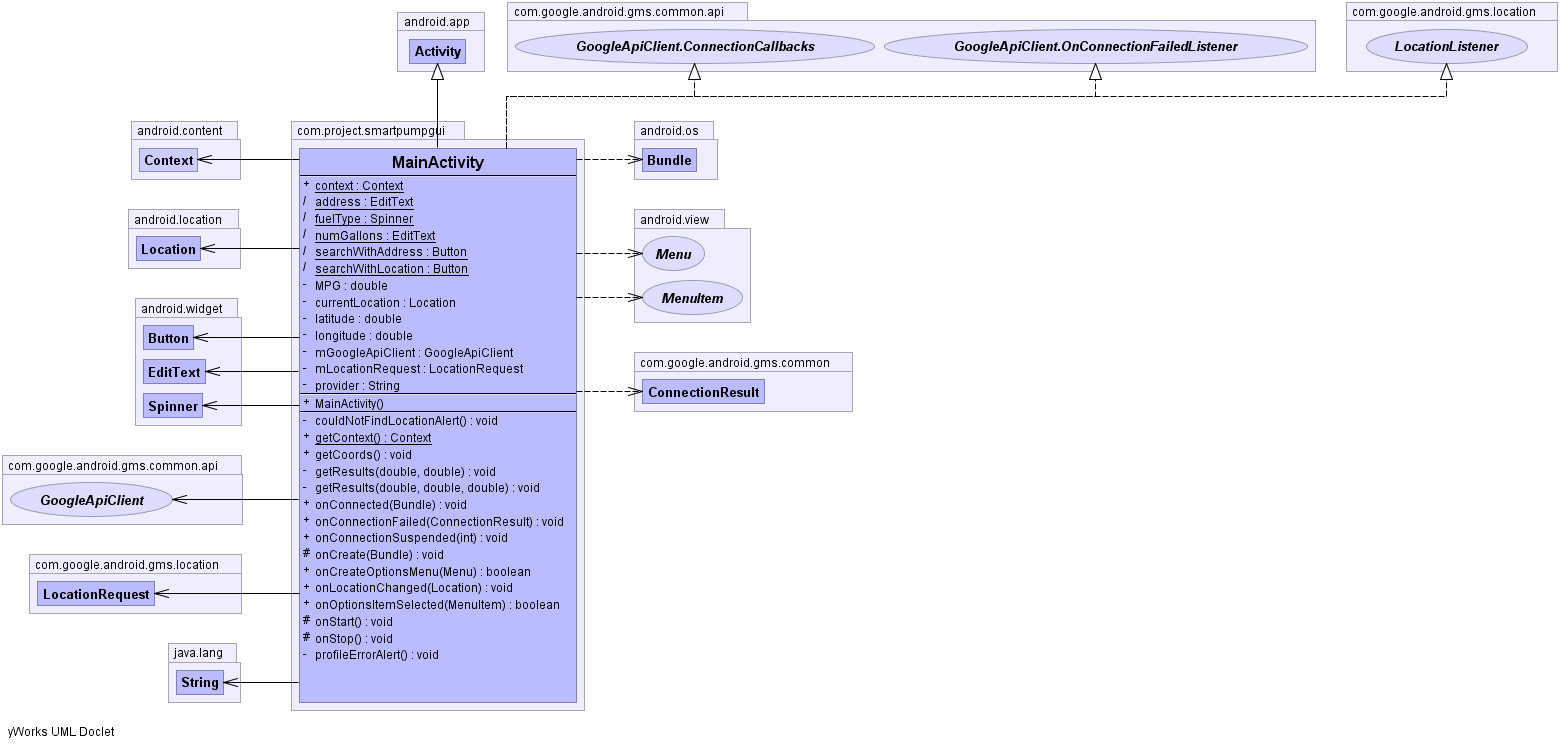 android.app
Activity
com.google.android.gms.common.api
GoogleApiClient.ConnectionCallbacks
GoogleApiClient.OnConnectionFailedListener
com.google.android.gms.location
LocationListener
android.content
Context
android.location
Location
android.widget
Button
EditText
Spinner
com.google.android.gms.common.api
GoogleApiClient
com.google.android.gms.location
LocationRequest
java.lang
String
com.project.smartpumpgui
MainActivity
+ context : Context
/ address : EditText
/ fuelType : Spinner
/ numGallons : EditText
/ searchWithAddress : Button
/ searchWithLocation : Button
- MPG : double
- currentLocation : Location
- latitude : double
- longitude : double
- mGoogleApiClient : GoogleApiClient
- mLocationRequest : LocationRequest
- provider : String
+ MainActivity()
- couldNotFindLocationAlert() : void
+ getContext() : Context
+ getCoords() : void
- getResults(double, double) : void
- getResults(double, double, double) : void
+ onConnected(Bundle) : void
+ onConnectionFailed(ConnectionResult) : void
+ onConnectionSuspended(int) : void
# onCreate(Bundle) : void
+ onCreateOptionsMenu(Menu) : boolean
+ onLocationChanged(Location) : void
+ onOptionsItemSelected(MenuItem) : boolean
# onStart() : void
# onStop() : void
- profileErrorAlert() : void
android.os
Bundle
android.view
Menu
MenuItem
com.google.android.gms.common
ConnectionResult
yWorks UML Doclet